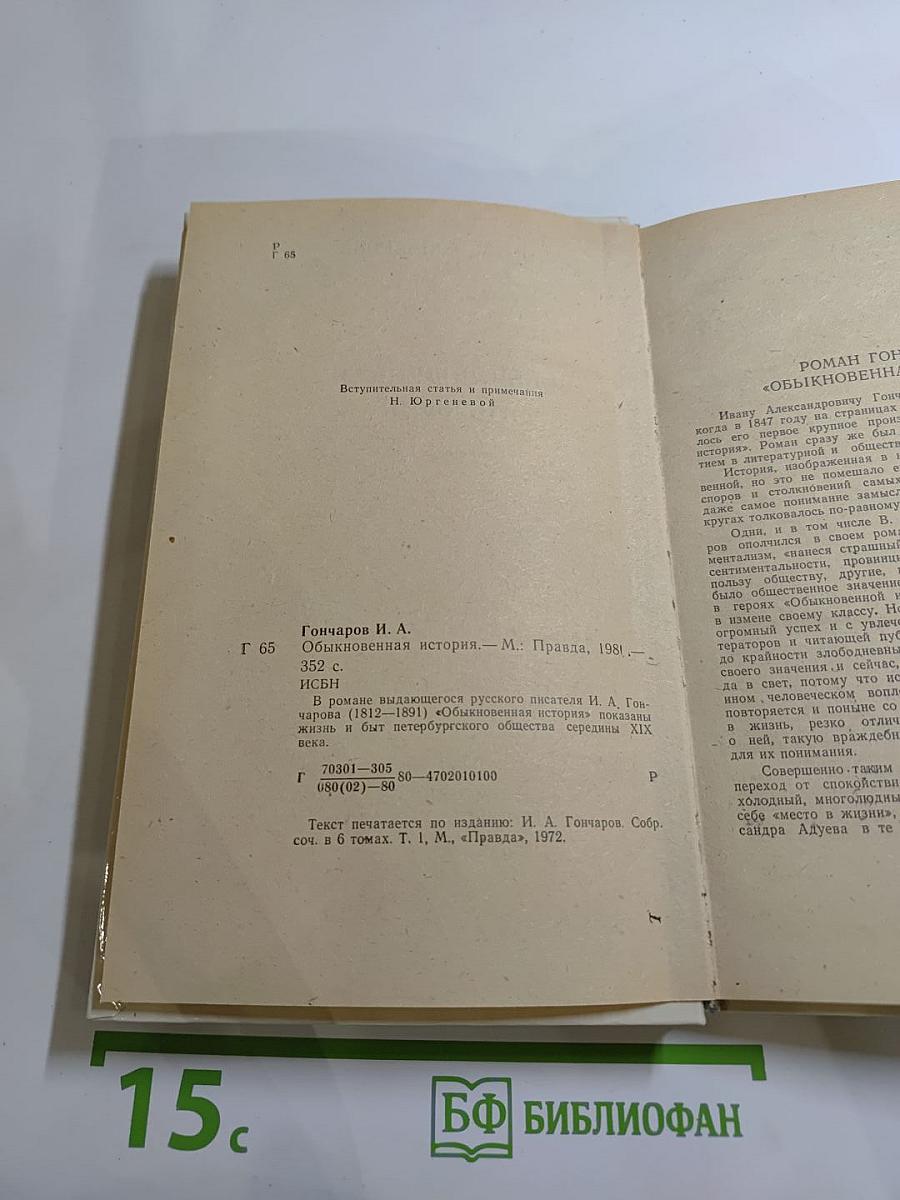 Р
Г 65
Вступительная статья и примечания
Н. Юргеневой
Гончаров И. А.
Г 65 Обыкновенная история.— М.: Правда, 1981.—
352 с.
ИСБН
В романе выдающегося русского писателя И. А. Гон-
чарова (1812—1891) «Обыкновенная история» показаны
жизнь и быт петербургского общества середины XIX
века.
Г 70301—305
080(02)—80 80—4702010100 Р
Текст печатается по изданию: И. А. Гончаров. Собр.
соч. в 6 томах. Т. 1, М., «Правда», 1972.
РОМАН ГОН
«ОБЫКНОВЕННА
Ивану Александровичу Гонч
когда в 1847 году на страницах
лось его первое крупное произ
история». Роман сразу же был
тием в литературной и обществ
История, изображенная в н
венной, но это не помешало е
споров и столкновений самых
даже самое понимание замысл
кругах толковалось по-разному
Одни, и в том числе В.
ров ополчился в своем рома
ментализм, «нанеся страшный
сентиментальности, провинц
пользу обществу, другие,
было общественное значение
в героях «Обыкновенной и
в измене своему классу. Но
огромный успех и с увлече
тераторов и читающей пуб
до крайности злободневны
своего значения и сейчас,
да в свет, потому что ис
ином человеческом вопл
повторяется и поныне со
в жизнь, резко отлич
о ней, такую враждебн
для их понимания.
Совершенно таким
переход от спокойстви
холодный, многолюдны
себе «место в жизни»,
сандра Адуева в те
15 с
БФ БИБЛИОФАН